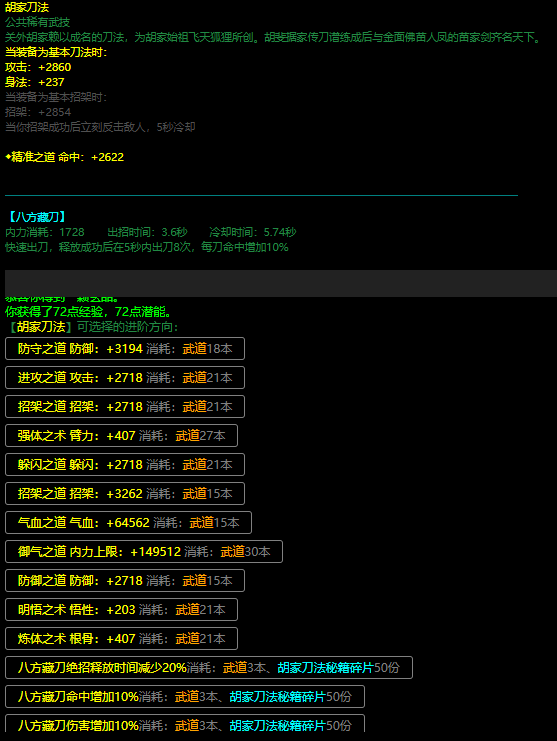 胡家刀法
公共稀有武技
关外胡家赖以成名的刀法，为胡家始祖飞天狐狸所创。胡斐据家传刀谱练成后与金面佛苗人凤的苗家剑齐名天下。
当装备为基本刀法时：
攻击：+2860
身法：+237
当装备为基本招架时：
招架：+2854
当你招架成功后立刻反击敌人，5秒冷却
◆精准之道 命中：+2622
【八方藏刀】
内力消耗：1728 出招时间：3.6秒 冷却时间：5.74秒
快速出刀，释放成功后在5秒内出刀8次，每刀命中增加10%
恭喜你得到一颗玄晶。
你获得了72点经验，72点潜能。
【胡家刀法】可选择的进阶方向：
防守之道 防御：+3194 消耗：武道18本
进攻之道 攻击：+2718 消耗：武道21本
招架之道 招架：+2718 消耗：武道21本
强体之术 臂力：+407 消耗：武道27本
躲闪之道 躲闪：+2718 消耗：武道21本
招架之道 招架：+3262 消耗：武道15本
气血之道 气血：+64562 消耗：武道15本
御气之道 内力上限：+149512 消耗：武道30本
防御之道 防御：+2718 消耗：武道15本
明悟之术 悟性：+203 消耗：武道21本
炼体之术 根骨：+407 消耗：武道21本
八方藏刀绝招释放时间减少20%消耗：武道3本、胡家刀法秘籍碎片50份
八方藏刀命中增加10%消耗：武道3本、胡家刀法秘籍碎片50份
八方藏刀伤害增加10%消耗：武道3本、胡家刀法秘籍碎片50份